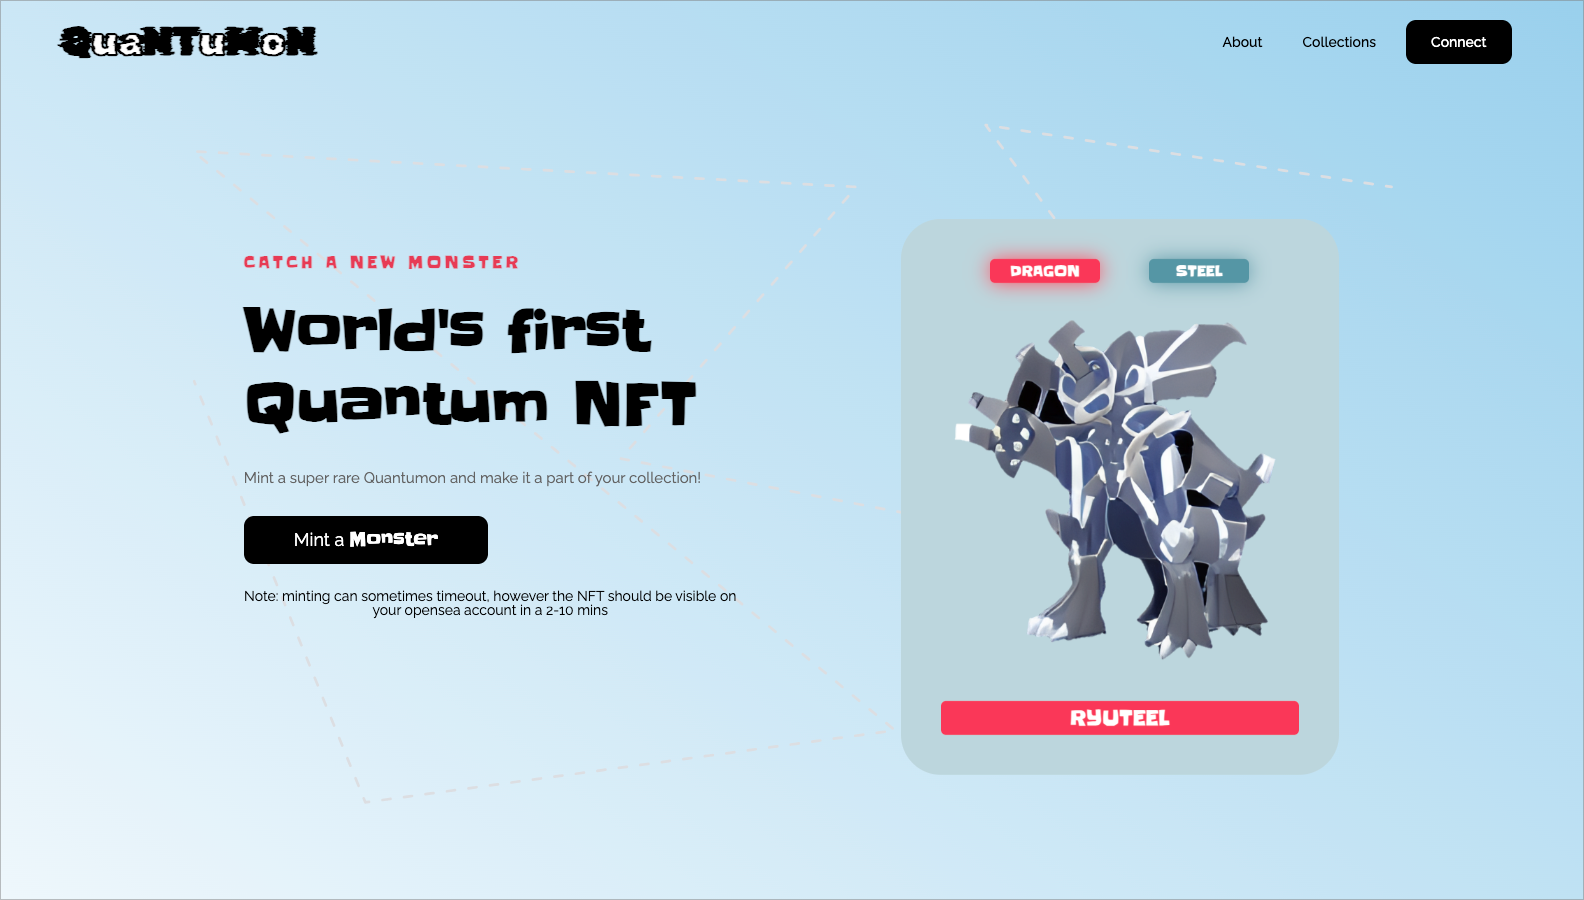 QuaNTuMoN
About
Collections
Connect
CATCH A NEW MONSTER
World's first
Quantum NFT
Mint a super rare Quantumon and make it a part of your collection!
Mint a Monster
Note: minting can sometimes timeout, however the NFT should be visible on
your opensea account in a 2-10 mins
DRAGON
STEEL
RYUTEEL